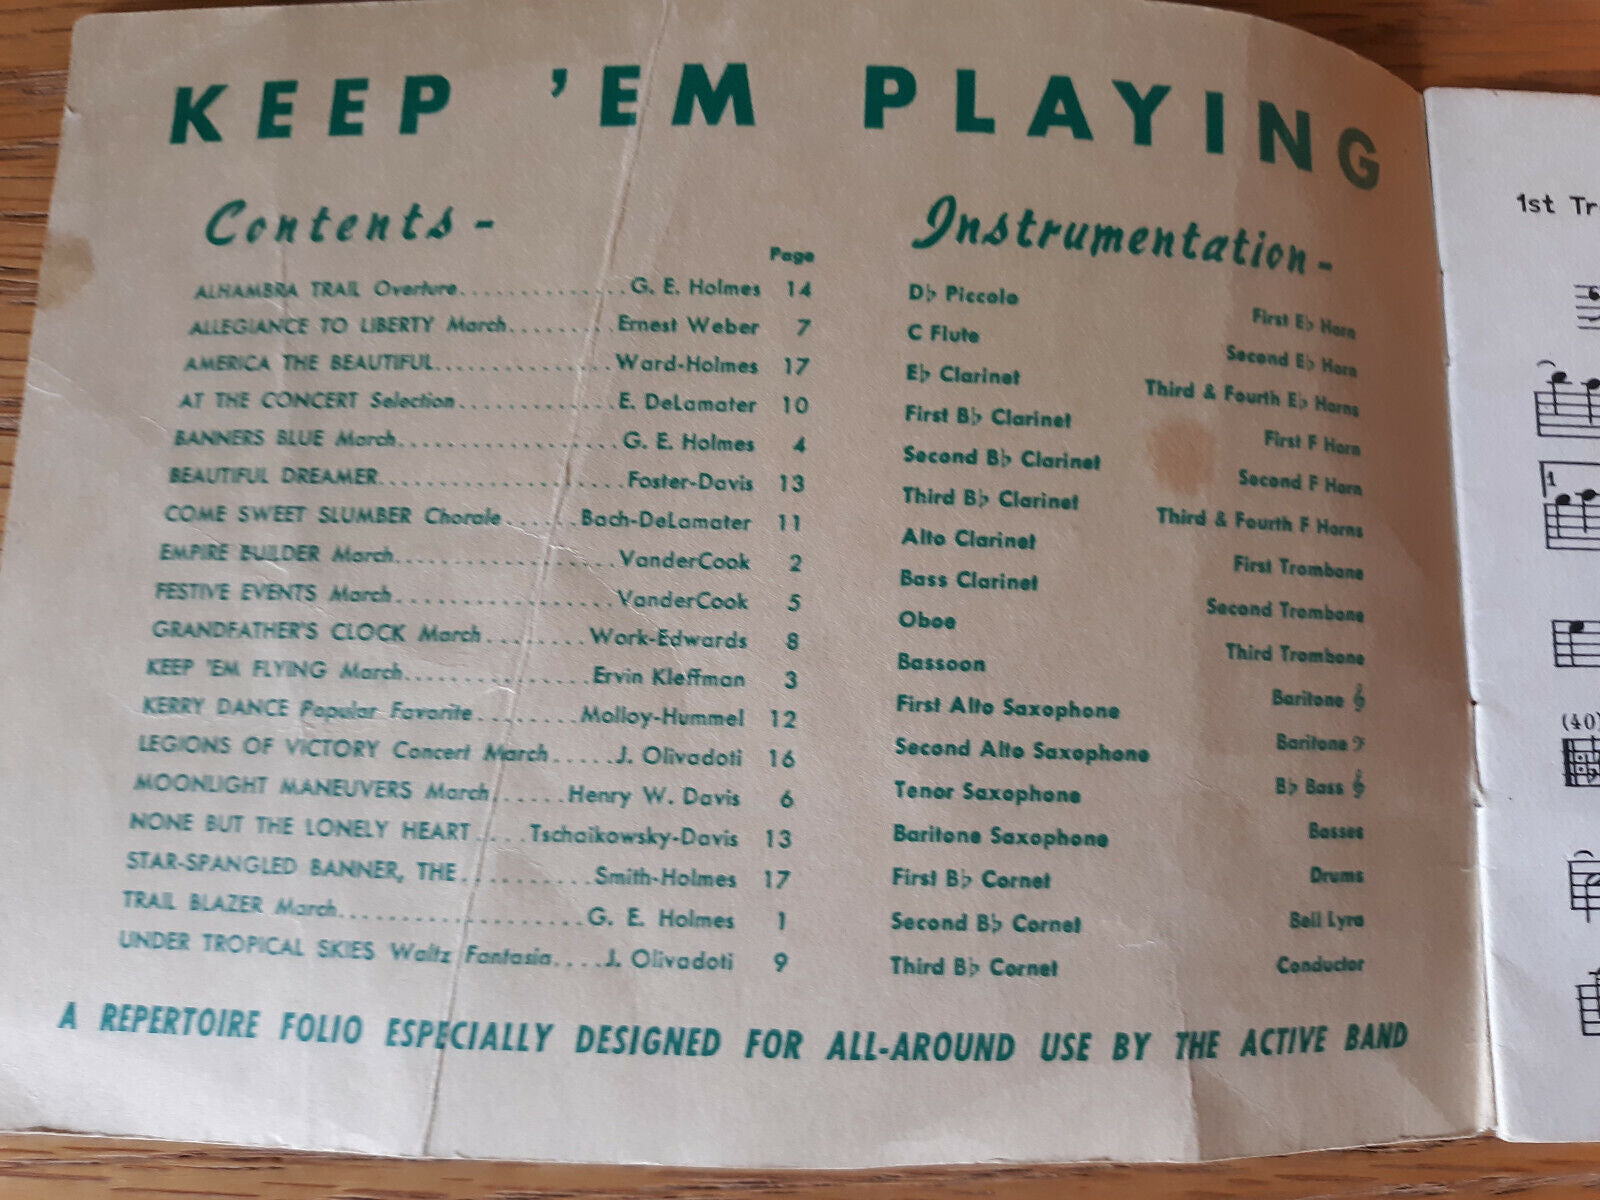 KEEP 'EM PLAYING
Contents -
Page
ALHAMBRA TRAIL Overture..............G. E. Holmes 14
ALLEGIANCE TO LIBERTY March.........Ernest Weber 7
AMERICA THE BEAUTIFUL..............Ward-Holmes 17
AT THE CONCERT Selection.............E. DeLamater 10
BANNERS BLUE March..................G. E. Holmes 4
BEAUTIFUL DREAMER....................Foster-Davis 13
COME SWEET SLUMBER Chorale......Bach-DeLamater 11
EMPIRE BUILDER March..................VanderCook 2
FESTIVE EVENTS March..................VanderCook 5
GRANDFATHER'S CLOCK March........Work-Edwards 8
KEEP 'EM FLYING March...............Ervin Kleffman 3
KERRY DANCE Popular Favorite........Molloy-Hummel 12
LEGIONS OF VICTORY Concert March.....J. Olivadoti 16
MOONLIGHT MANEUVERS March......Henry W. Davis 6
NONE BUT THE LONELY HEART....Tschaikowsky-Davis 13
STAR-SPANGLED BANNER, THE...........Smith-Holmes 17
TRAIL BLAZER March....................G. E. Holmes 1
UNDER TROPICAL SKIES Waltz Fantasia....J. Olivadoti 9
Instrumentation -
D♭ Piccolo
C Flute
E♭ Clarinet
First B♭ Clarinet
Second B♭ Clarinet
Third B♭ Clarinet
Alto Clarinet
Bass Clarinet
Oboe
Bassoon
First Alto Saxophone
Second Alto Saxophone
Tenor Saxophone
Baritone Saxophone
First B♭ Cornet
Second B♭ Cornet
Third B♭ Cornet
First E♭ Horn
Second E♭ Horn
Third & Fourth E♭ Horns
First F Horn
Second F Horn
Third & Fourth F Horns
First Trombone
Second Trombone
Third Trombone
Baritone 𝄞
Baritone 𝄢
B♭ Bass 𝄞
Basses
Drums
Bell Lyra
Conductor
A REPERTOIRE FOLIO ESPECIALLY DESIGNED FOR ALL-AROUND USE BY THE ACTIVE BAND
1st Tr
1
(40)